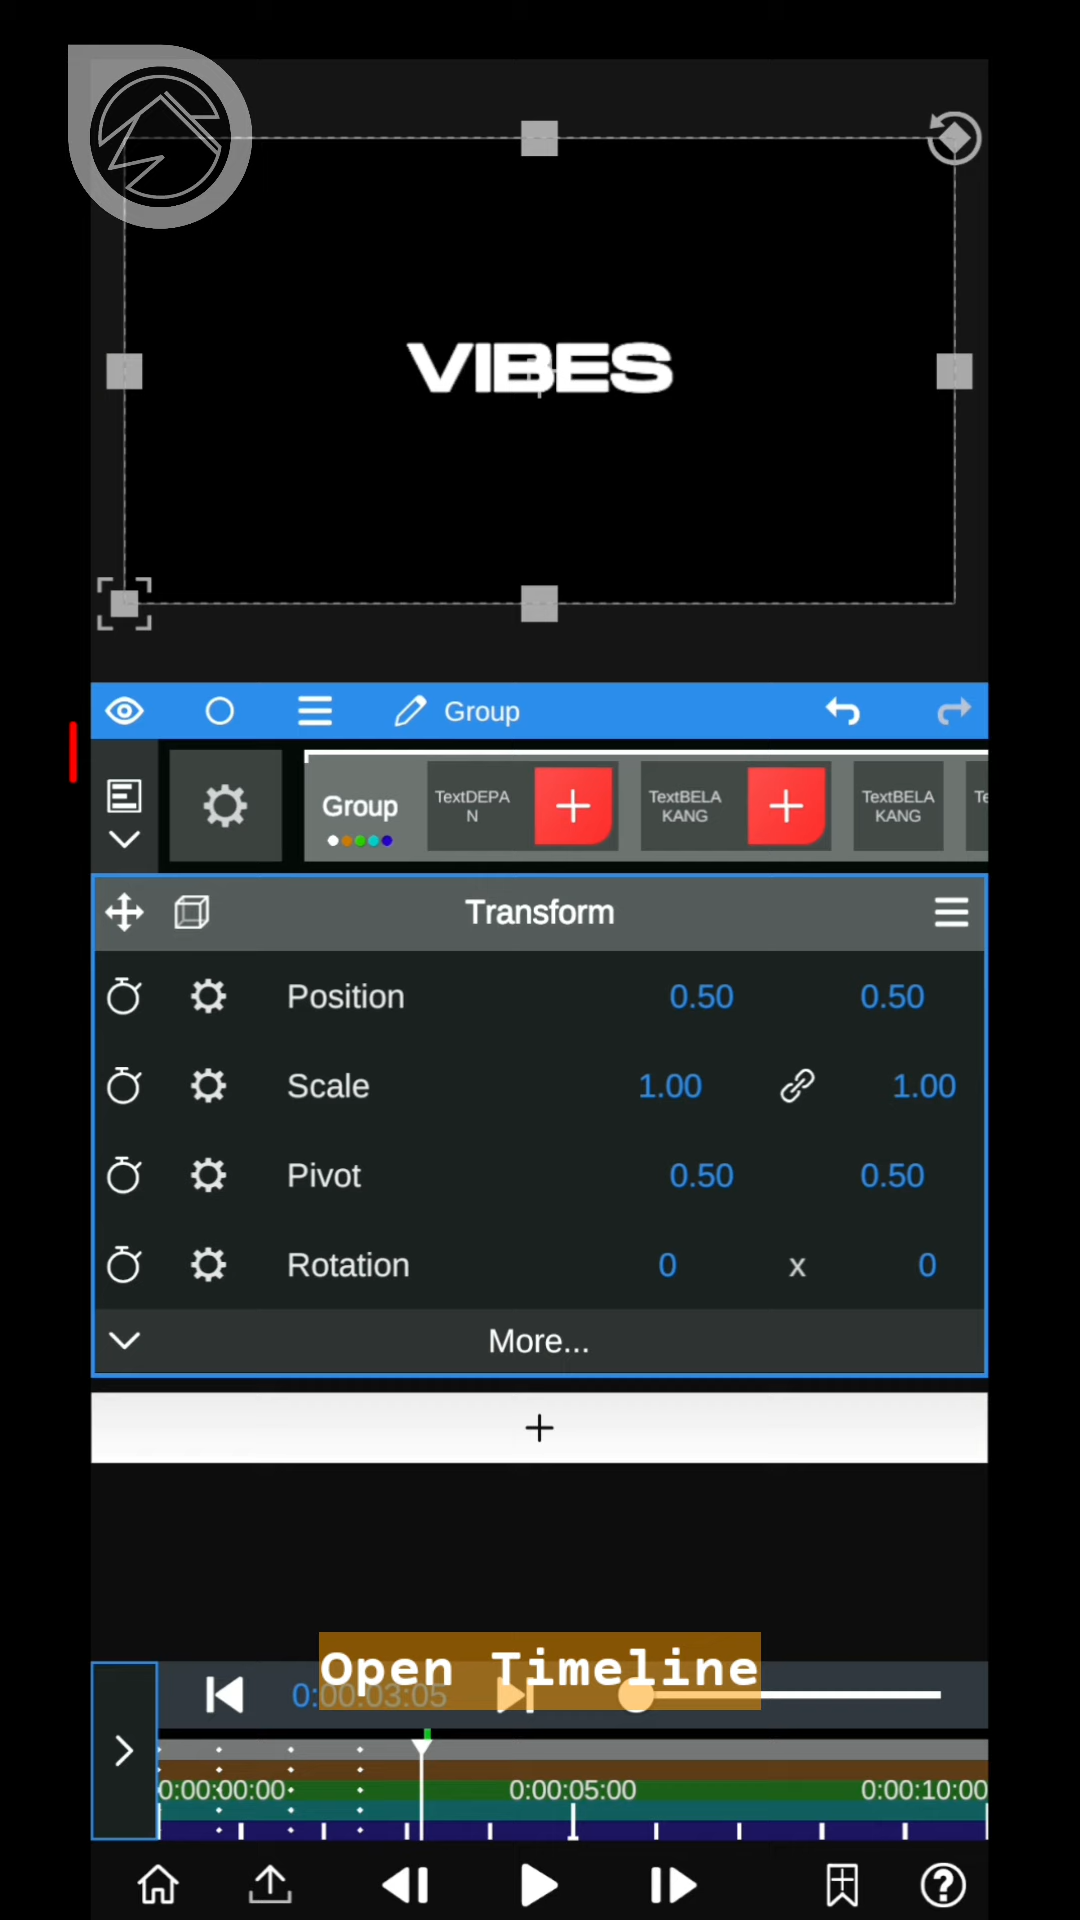 VIBES
Group
Group
TextDEPA
N
TextBELA
KANG
TextBELA
KANG
Te
Transform
Position 0.50 0.50
Scale 1.00 1.00
Pivot 0.50 0.50
Rotation 0 x 0
More...
Open Timeline
0:00:03:05
0:00:00:00 0:00:05:00 0:00:10:00